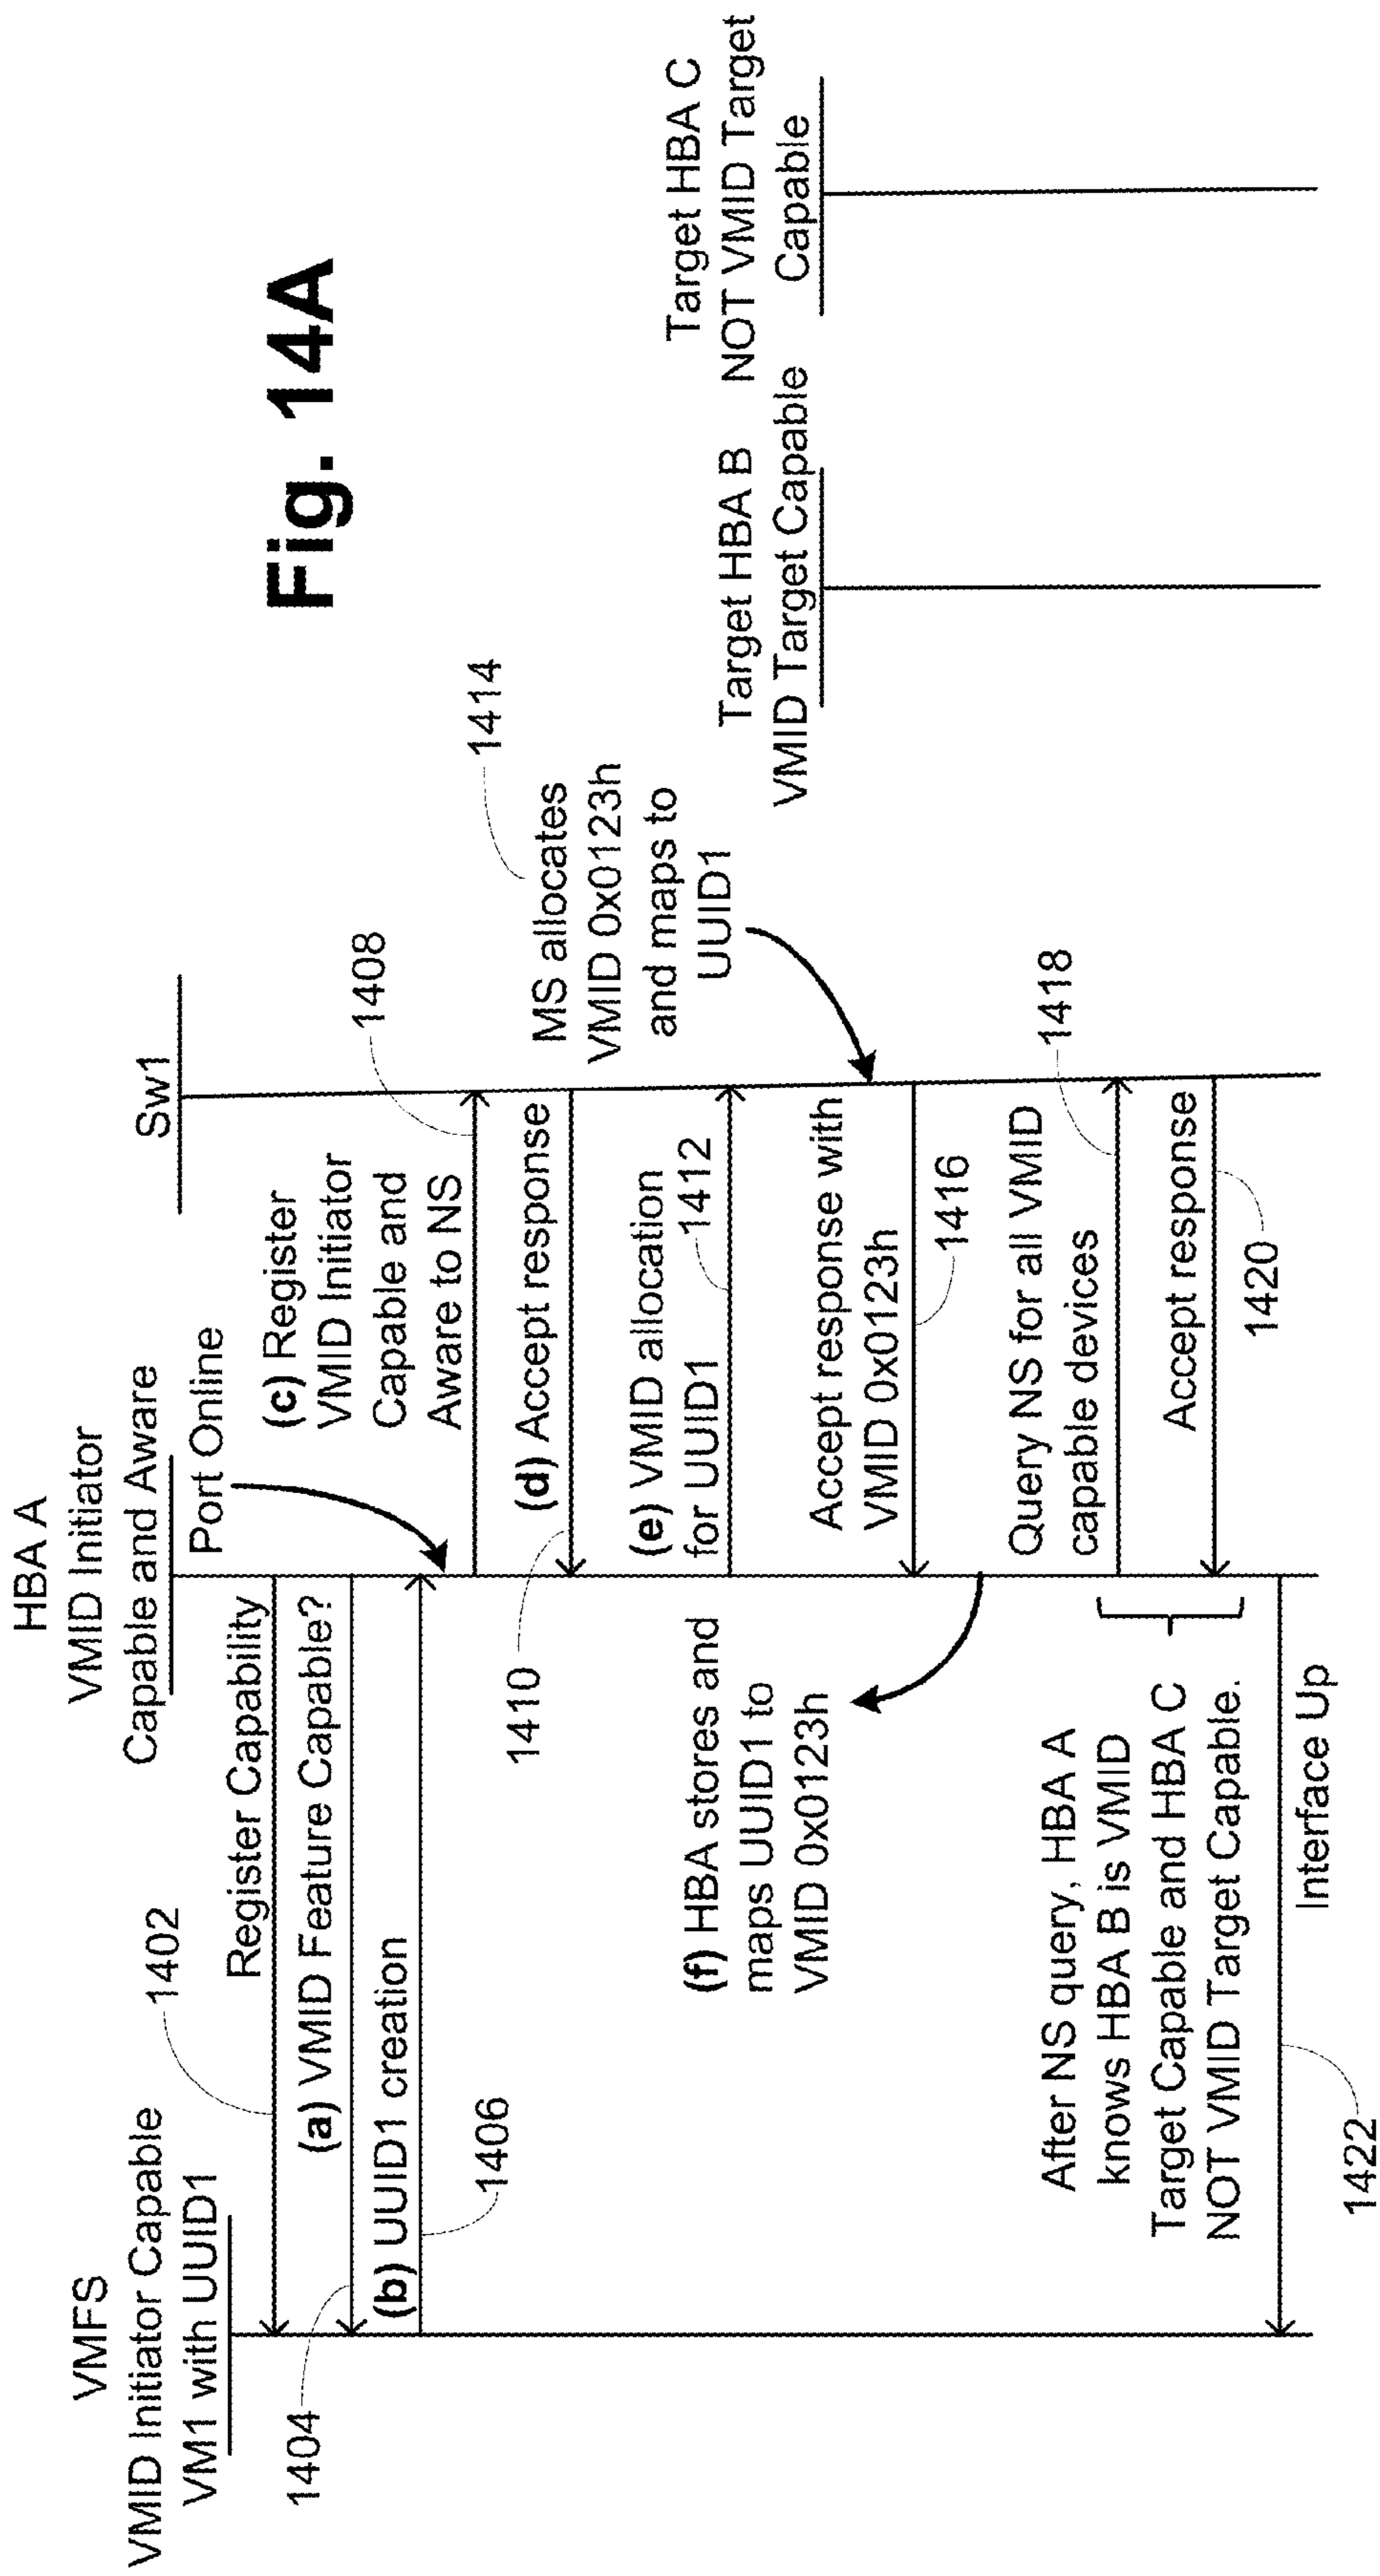 Fig. 14A
VMFS
VMID Initiator Capable
VM1 with UUID1
HBA A
VMID Initiator
Capable and Aware
Sw1
Target HBA B
VMID Target Capable
Target HBA C
NOT VMID Target
Capable
1402
Register Capability
Port Online
1404
(a) VMID Feature Capable?
(b) UUID1 creation
1406
(c) Register
VMID Initiator
Capable and
Aware to NS
1408
(d) Accept response
1410
(e) VMID allocation
for UUID1
1412
1414
MS allocates
VMID 0x0123h
and maps to
UUID1
Accept response with
VMID 0x0123h
1416
(f) HBA stores and
maps UUID1 to
VMID 0x0123h
Query NS for all VMID
capable devices
1418
Accept response
1420
After NS query, HBA A
knows HBA B is VMID
Target Capable and HBA C
NOT VMID Target Capable.
Interface Up
1422